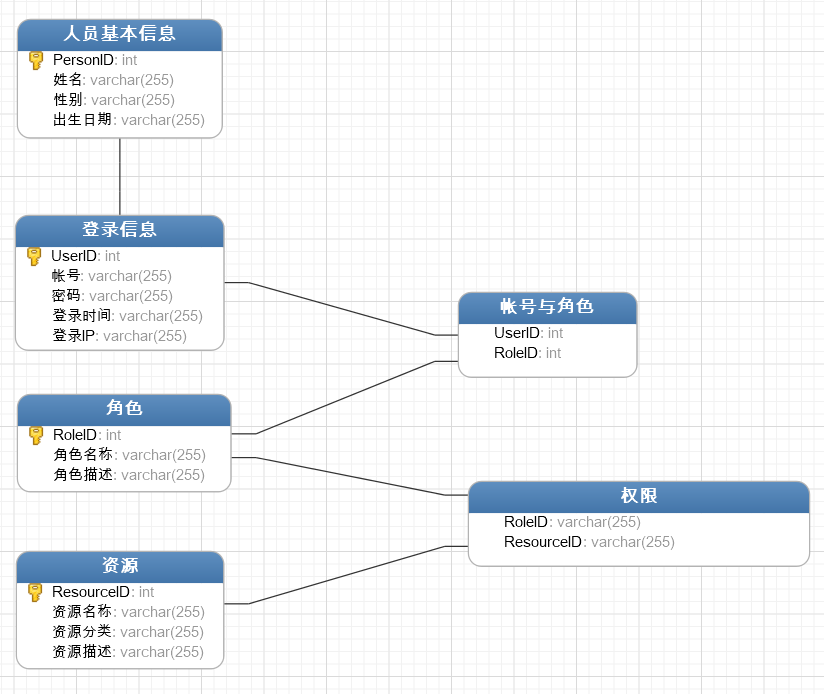 人员基本信息
PersonID: int
姓名: varchar(255)
性别: varchar(255)
出生日期: varchar(255)
登录信息
UserID: int
帐号: varchar(255)
密码: varchar(255)
登录时间: varchar(255)
登录IP: varchar(255)
帐号与角色
UserID: int
RoleID: int
角色
RoleID: int
角色名称: varchar(255)
角色描述: varchar(255)
权限
RoleID: varchar(255)
ResourceID: varchar(255)
资源
ResourceID: int
资源名称: varchar(255)
资源分类: varchar(255)
资源描述: varchar(255)